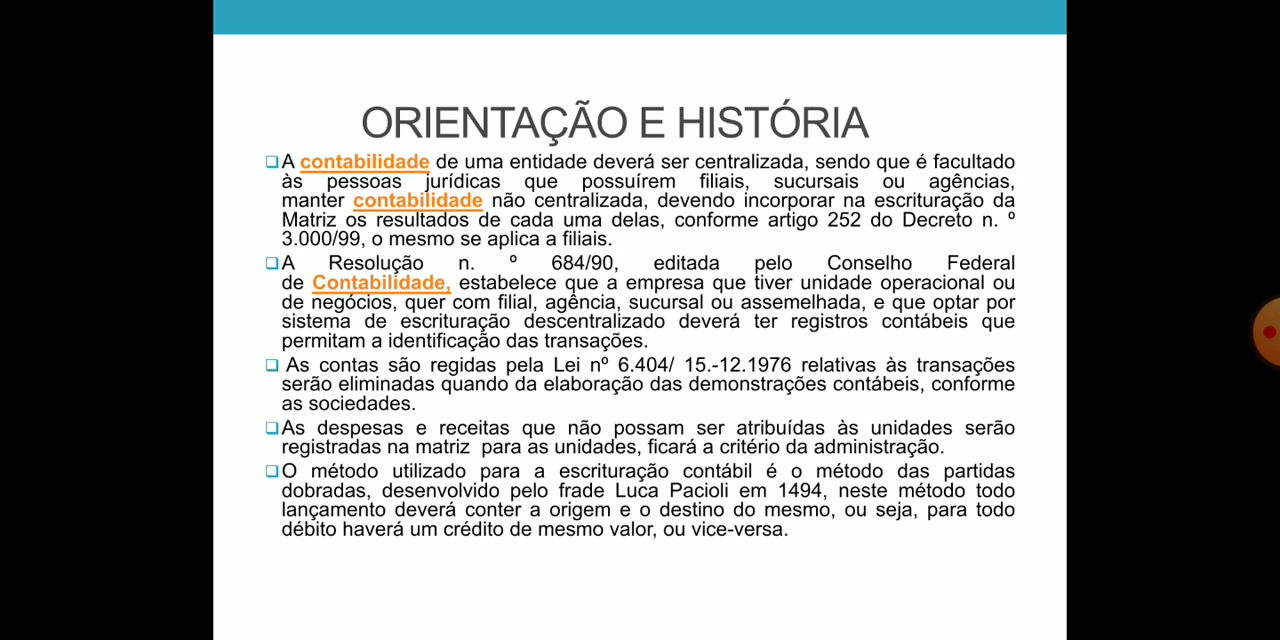 ORIENTAÇÃO E HISTÓRIA
A contabilidade de uma entidade deverá ser centralizada, sendo que é facultado
às pessoas jurídicas que possuírem filiais, sucursais ou agências,
manter contabilidade não centralizada, devendo incorporar na escrituração da
Matriz os resultados de cada uma delas, conforme artigo 252 do Decreto n. º
3.000/99, o mesmo se aplica a filiais.
A Resolução n. º 684/90, editada pelo Conselho Federal
de Contabilidade, estabelece que a empresa que tiver unidade operacional ou
de negócios, quer com filial, agência, sucursal ou assemelhada, e que optar por
sistema de escrituração descentralizado deverá ter registros contábeis que
permitam a identificação das transações.
As contas são regidas pela Lei nº 6.404/ 15.-12.1976 relativas às transações
serão eliminadas quando da elaboração das demonstrações contábeis, conforme
as sociedades.
As despesas e receitas que não possam ser atribuídas às unidades serão
registradas na matriz para as unidades, ficará a critério da administração.
O método utilizado para a escrituração contábil é o método das partidas
dobradas, desenvolvido pelo frade Luca Pacioli em 1494, neste método todo
lançamento deverá conter a origem e o destino do mesmo, ou seja, para todo
débito haverá um crédito de mesmo valor, ou vice-versa.